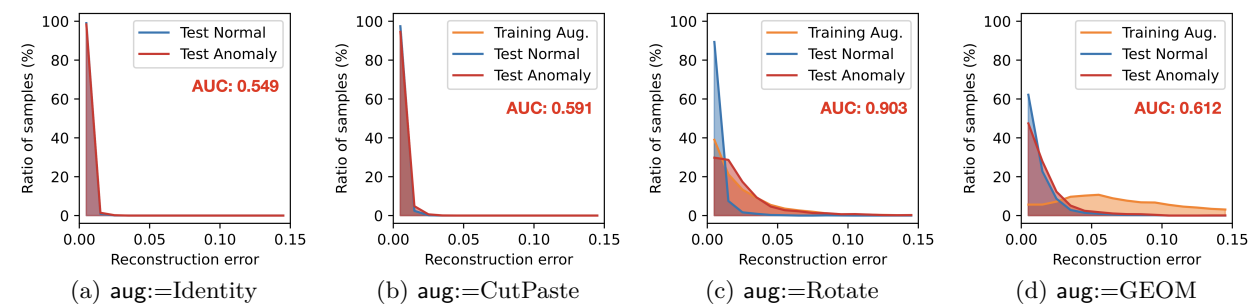 100
80
60
40
20
0
Ratio of samples (%)
Test Normal
Test Anomaly
AUC: 0.549
0.00 0.05 0.10 0.15
Reconstruction error
(a) aug:=Identity
100
80
60
40
20
0
Ratio of samples (%)
Training Aug.
Test Normal
Test Anomaly
AUC: 0.591
0.00 0.05 0.10 0.15
Reconstruction error
(b) aug:=CutPaste
100
80
60
40
20
0
Ratio of samples (%)
Training Aug.
Test Normal
Test Anomaly
AUC: 0.903
0.00 0.05 0.10 0.15
Reconstruction error
(c) aug:=Rotate
100
80
60
40
20
0
Ratio of samples (%)
Training Aug.
Test Normal
Test Anomaly
AUC: 0.612
0.00 0.05 0.10 0.15
Reconstruction error
(d) aug:=GEOM